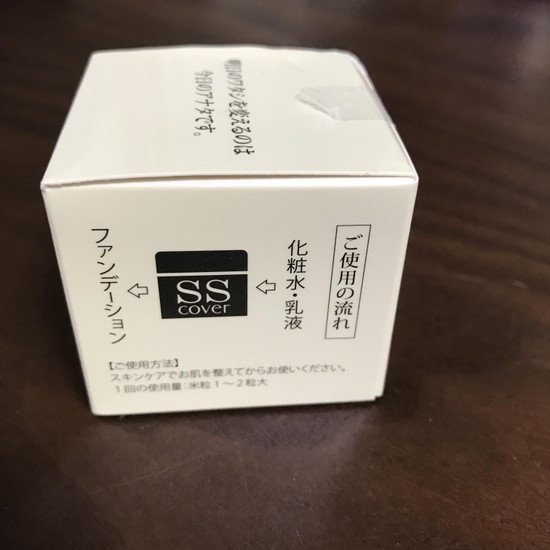 明日のワタシを変えるのは
今日のアナタです。
ご使用の流れ
化粧水・乳液
SS
cover
ファンデーション
【ご使用方法】
スキンケアでお肌を整えてからお使いください。
1回の使用量:米粒1〜2粒大